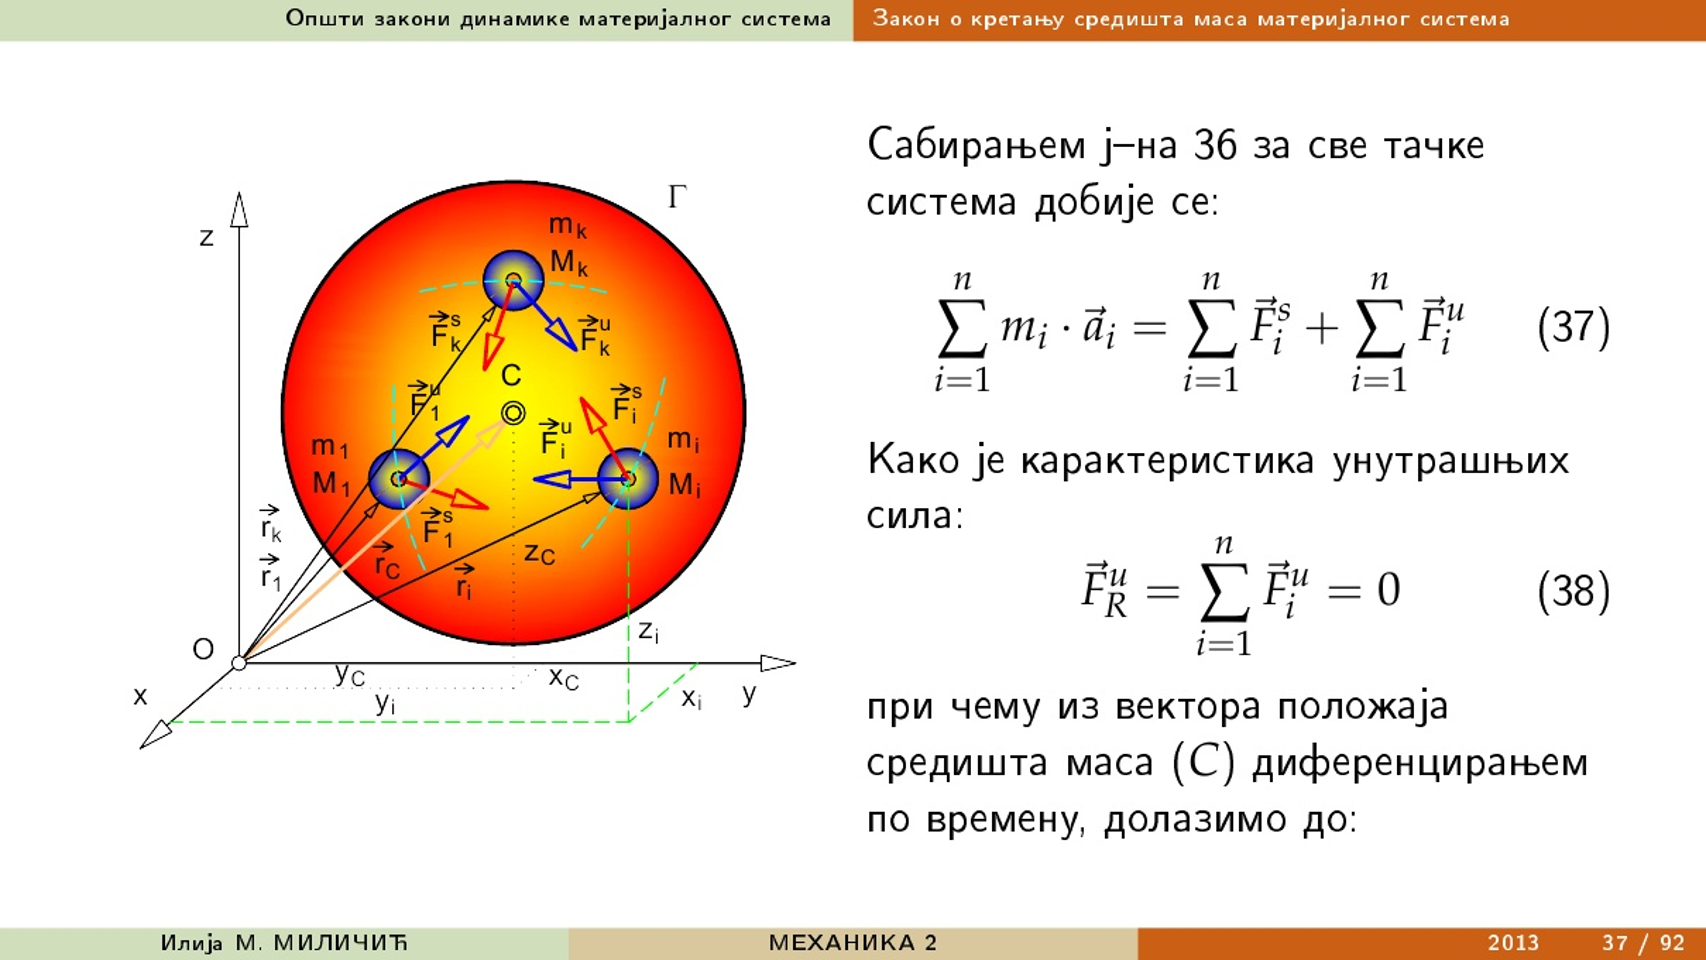 Општи закони динамике материјалног система
Закон о кретању средишта маса материјалног система
z
Γ
m_k
M_k
\vec{F}_k^s
\vec{F}_k^u
C
\vec{F}_1^u
\vec{F}_i^s
\vec{F}_i^u
m_1
M_1
m_i
M_i
\vec{F}_1^s
\vec{r}_k
\vec{r}_1
\vec{r}_C
\vec{r}_i
z_C
z_i
O
x
y_C
x_C
y_i
x_i
y
Сабирањем ј–на 36 за све тачке
система добије се:
\sum_{i=1}^{n} m_i \cdot \vec{a}_i = \sum_{i=1}^{n} \vec{F}_i^s + \sum_{i=1}^{n} \vec{F}_i^u (37)
Како је карактеристика унутрашњих
сила:
\vec{F}_R^u = \sum_{i=1}^{n} \vec{F}_i^u = 0 (38)
при чему из вектора положаја
средишта маса (C) диференцирањем
по времену, долазимо до:
Илија М. МИЛИЧИЋ
МЕХАНИКА 2
2013 37 / 92